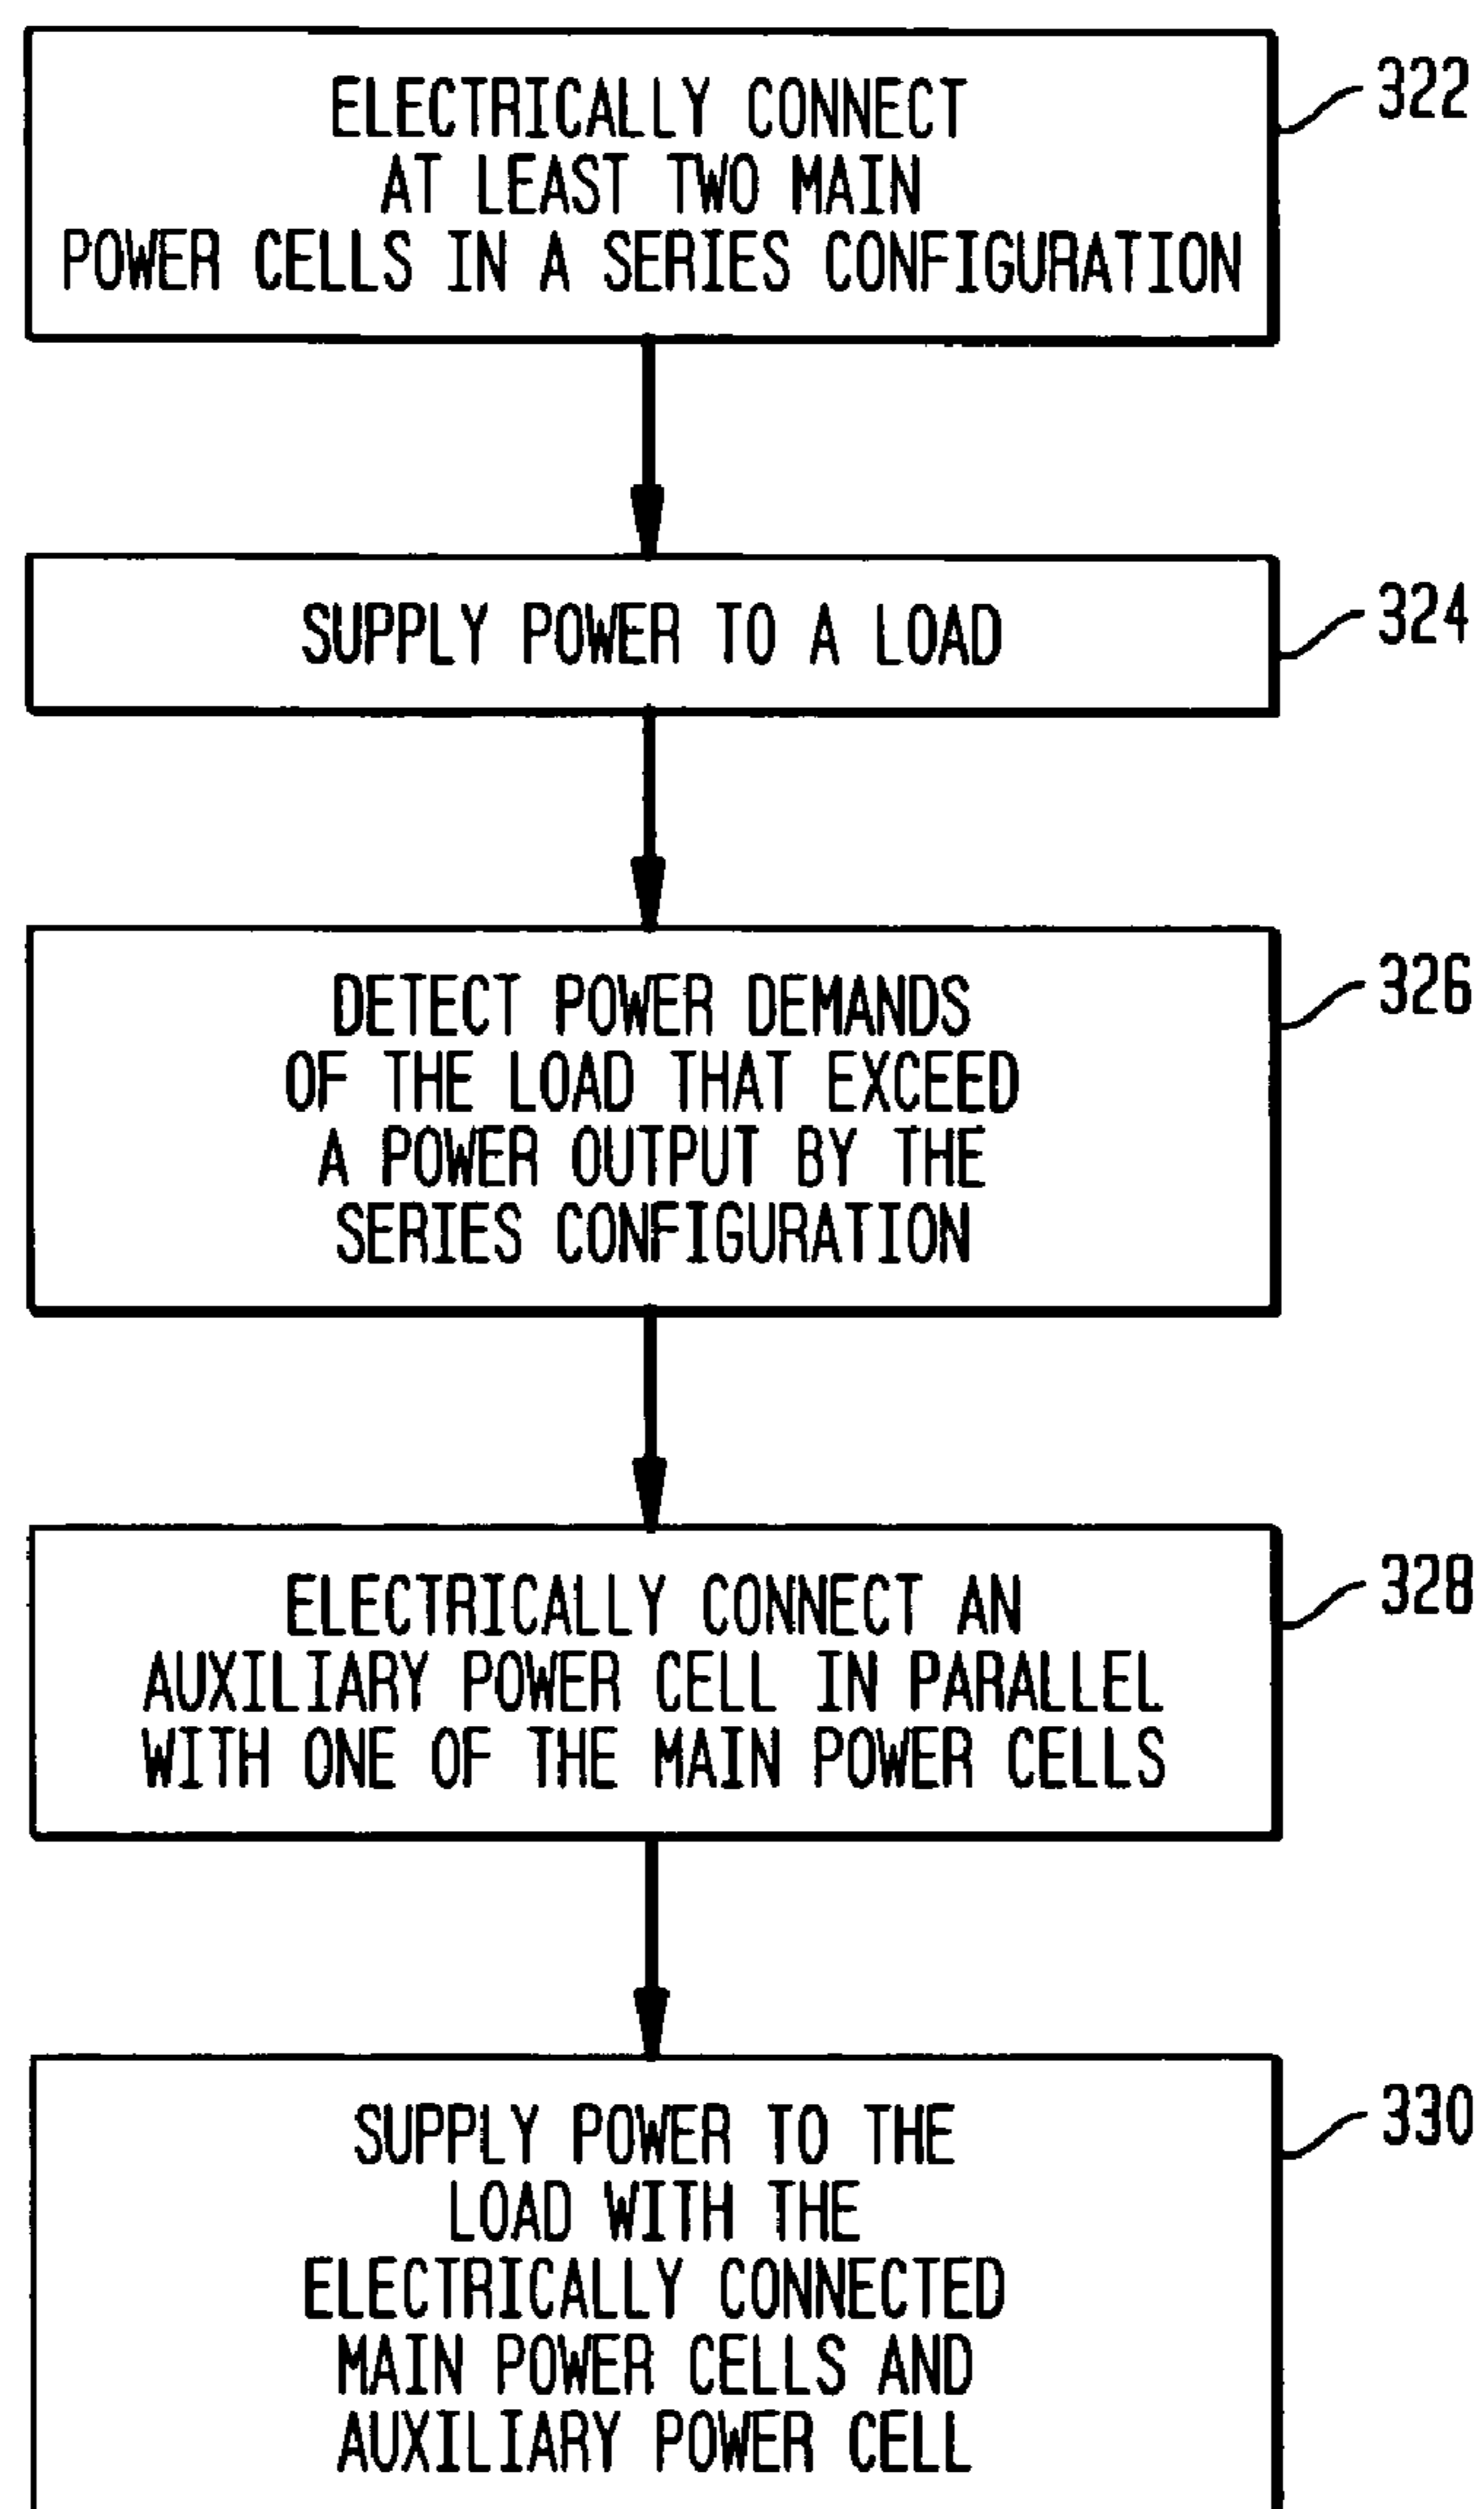 ELECTRICALLY CONNECT
AT LEAST TWO MAIN
POWER CELLS IN A SERIES CONFIGURATION
322
SUPPLY POWER TO A LOAD
324
DETECT POWER DEMANDS
OF THE LOAD THAT EXCEED
A POWER OUTPUT BY THE
SERIES CONFIGURATION
326
ELECTRICALLY CONNECT AN
AUXILIARY POWER CELL IN PARALLEL
WITH ONE OF THE MAIN POWER CELLS
328
SUPPLY POWER TO THE
LOAD WITH THE
ELECTRICALLY CONNECTED
MAIN POWER CELLS AND
AUXILIARY POWER CELL
330